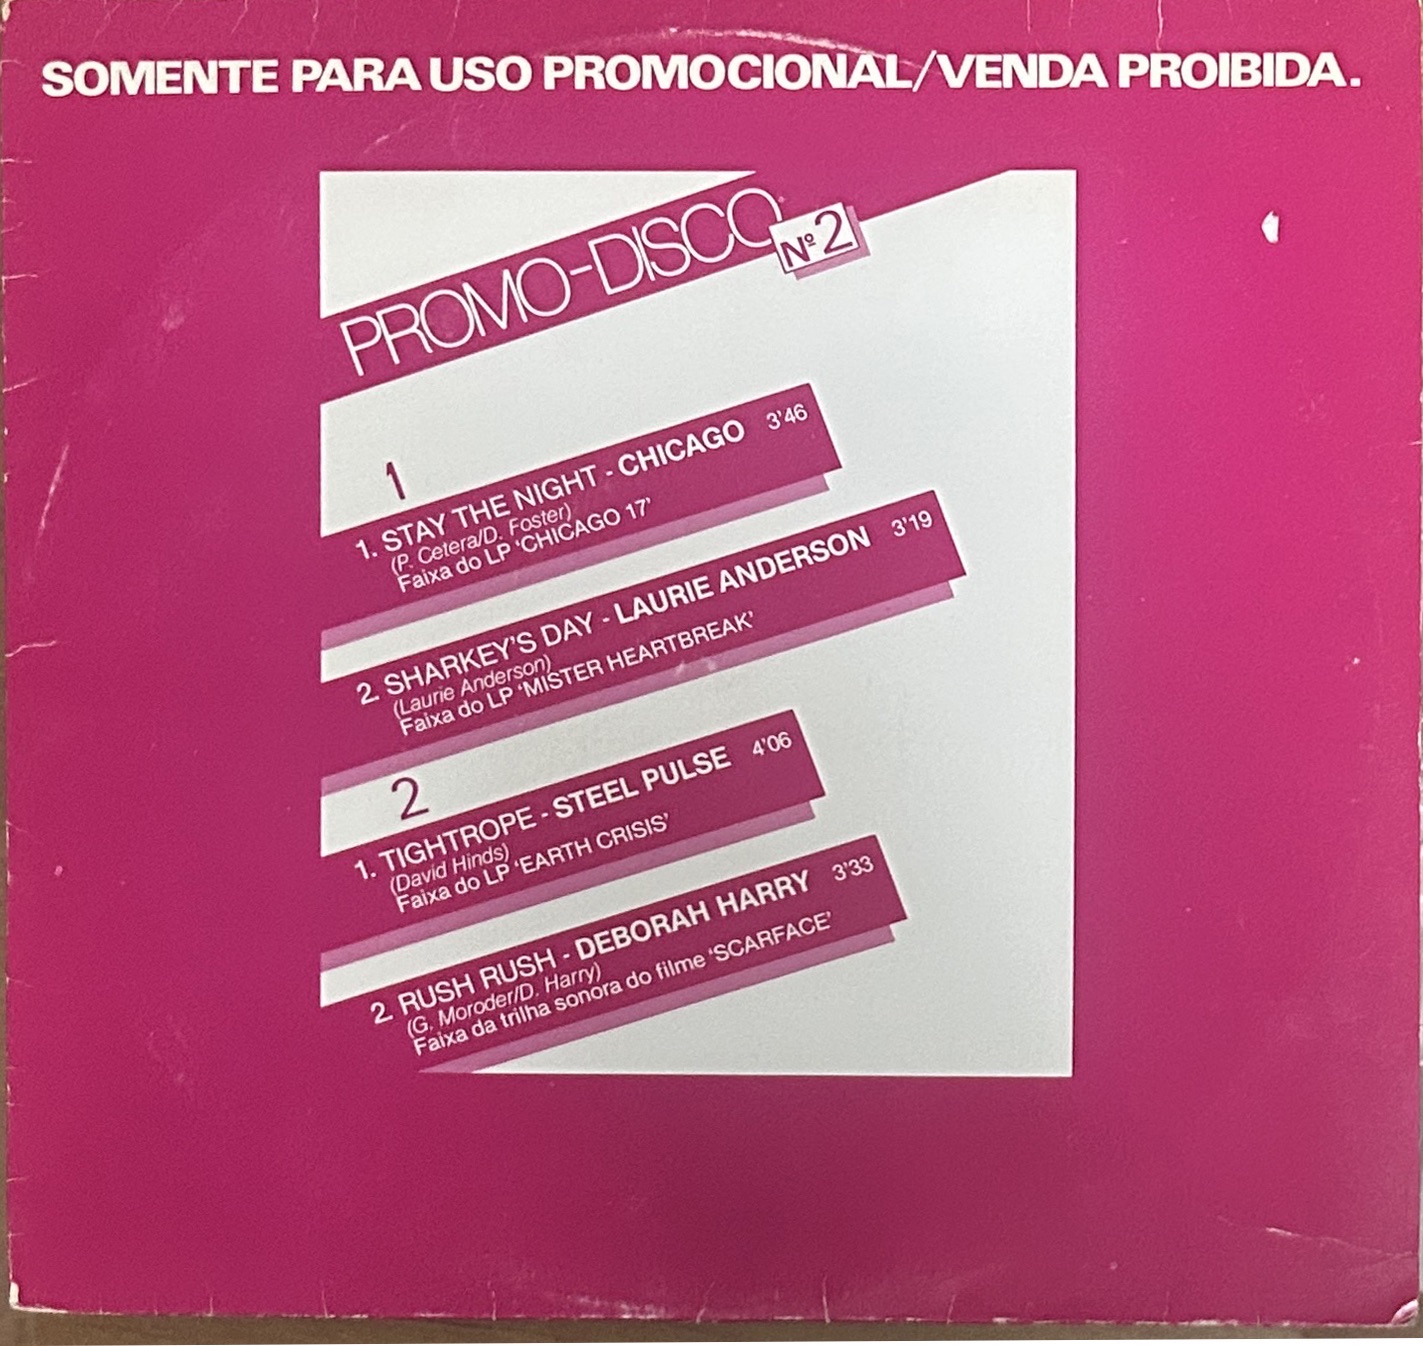 SOMENTE PARA USO PROMOCIONAL/VENDA PROIBIDA.
PROMO-DISCO Nº 2
1
1. STAY THE NIGHT - CHICAGO 3'46
(P. Cetera/D. Foster)
Faixa do LP 'CHICAGO 17'
2. SHARKEY'S DAY - LAURIE ANDERSON 3'19
(Laurie Anderson)
Faixa do LP 'MISTER HEARTBREAK'
2
1. TIGHTROPE - STEEL PULSE 4'06
(David Hinds)
Faixa do LP 'EARTH CRISIS'
2. RUSH RUSH - DEBORAH HARRY 3'33
(G. Moroder/D. Harry)
Faixa da trilha sonora do filme 'SCARFACE'